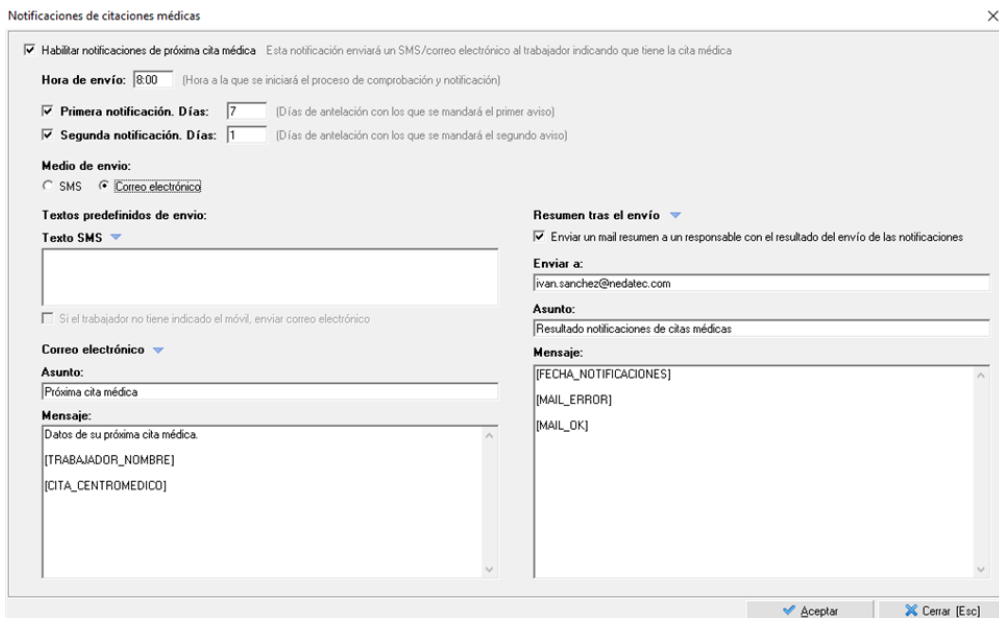 Notificaciones de citaciones médicas
Habilitar notificaciones de próxima cita médica Esta notificación enviará un SMS/correo electrónico al trabajador indicando que tiene la cita médica
Hora de envío: 8:00 (Hora a la que se iniciará el proceso de comprobación y notificación)
Primera notificación. Días: 7 (Días de antelación con los que se mandará el primer aviso)
Segunda notificación. Días: 1 (Días de antelación con los que se mandará el segundo aviso)
Medio de envio:
SMS Correo electrónico
Textos predefinidos de envio:
Texto SMS
Si el trabajador no tiene indicado el móvil, enviar correo electrónico
Correo electrónico
Asunto:
Próxima cita médica
Mensaje:
Datos de su próxima cita médica.
[TRABAJADOR_NOMBRE]
[CITA_CENTROMEDICO]
Resumen tras el envío
Enviar un mail resumen a un responsable con el resultado del envío de las notificaciones
Enviar a:
ivan.sanchez@nedatec.com
Asunto:
Resultado notificaciones de citas médicas
Mensaje:
[FECHA_NOTIFICACIONES]
[MAIL_ERROR]
[MAIL_OK]
Aceptar
Cerrar [Esc]